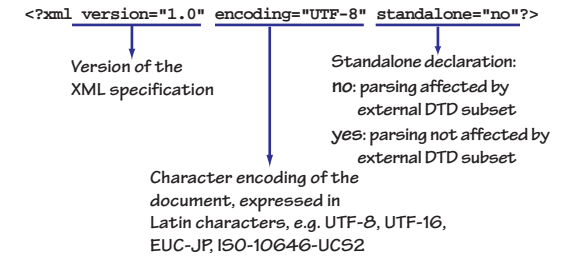 <?xml version="1.0" encoding="UTF-8" standalone="no"?>
Version of the
XML specification
Standalone declaration:
no: parsing affected by
external DTD subset
yes: parsing not affected by
external DTD subset
Character encoding of the
document, expressed in
Latin characters, e.g. UTF-8, UTF-16,
EUC-JP, ISO-10646-UCS2